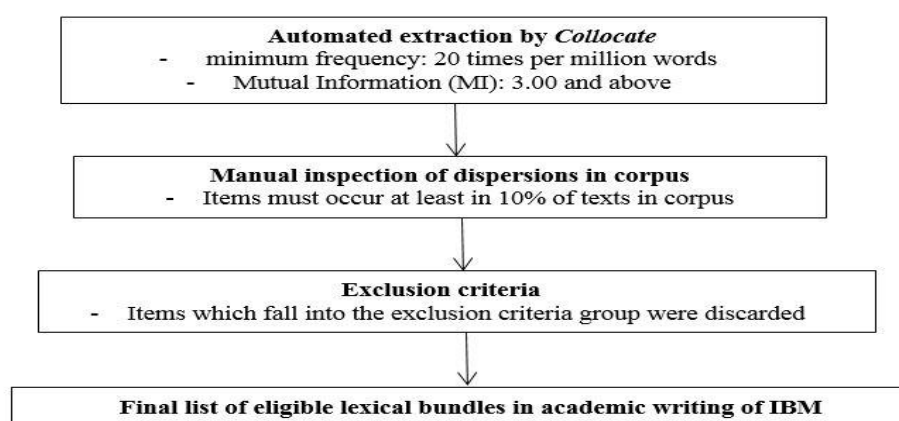 Automated extraction by Collocate
- minimum frequency: 20 times per million words
- Mutual Information (MI): 3.00 and above
Manual inspection of dispersions in corpus
- Items must occur at least in 10% of texts in corpus
Exclusion criteria
- Items which fall into the exclusion criteria group were discarded
Final list of eligible lexical bundles in academic writing of IBM